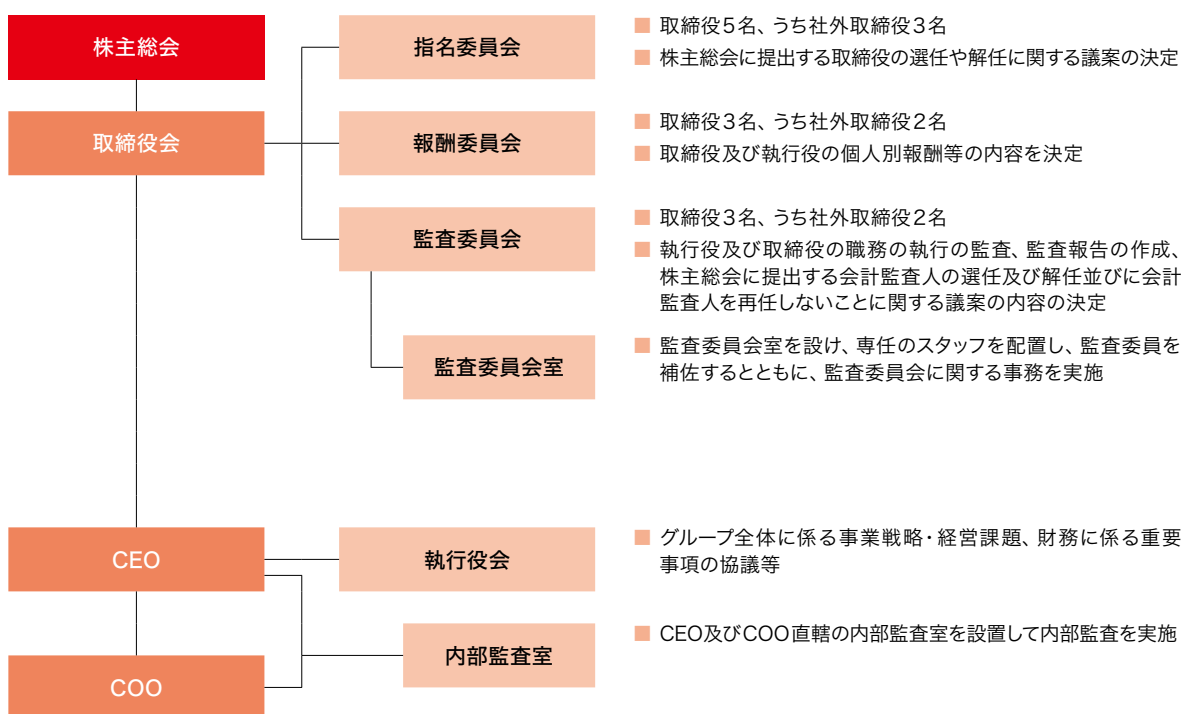 株主総会
取締役会
指名委員会
■ 取締役5名、うち社外取締役3名
■ 株主総会に提出する取締役の選任や解任に関する議案の決定
報酬委員会
■ 取締役3名、うち社外取締役2名
■ 取締役及び執行役の個人別報酬等の内容を決定
監査委員会
■ 取締役3名、うち社外取締役2名
■ 執行役及び取締役の職務の執行の監査、監査報告の作成、
株主総会に提出する会計監査人の選任及び解任並びに会計
監査人を再任しないことに関する議案の内容の決定
監査委員会室
■ 監査委員会室を設け、専任のスタッフを配置し、監査委員を
補佐するとともに、監査委員会に関する事務を実施
CEO
執行役会
■ グループ全体に係る事業戦略・経営課題、財務に係る重要
事項の協議等
内部監査室
■ CEO及びCOO直轄の内部監査室を設置して内部監査を実施
COO